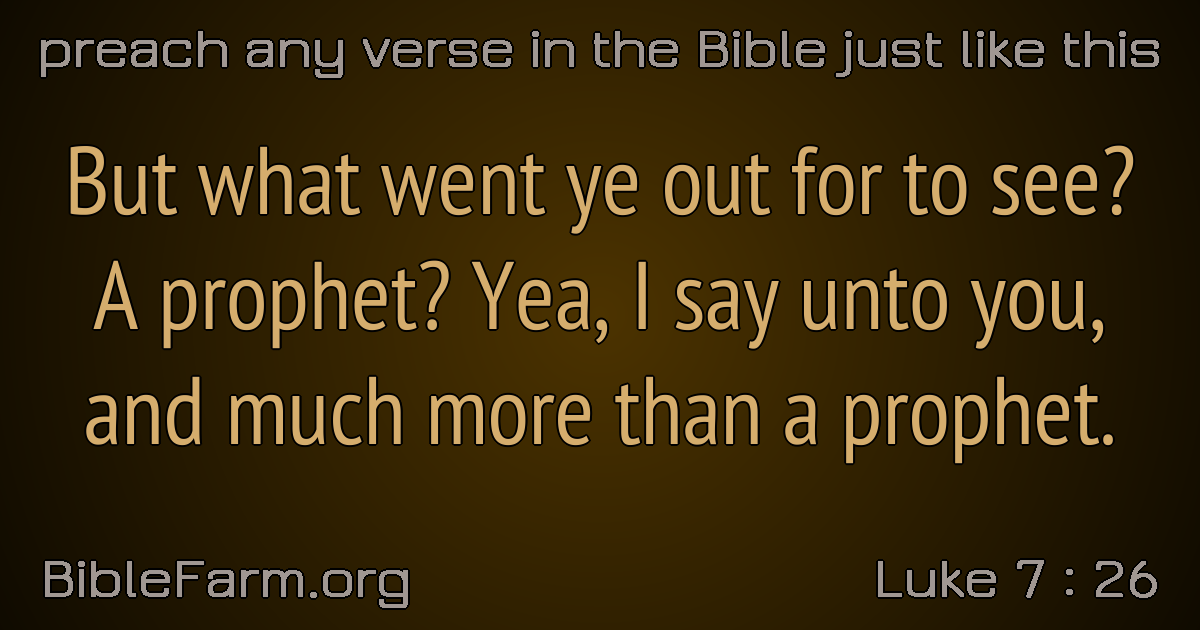 preach any verse in the Bible just like this
But what went ye out for to see?
A prophet? Yea, I say unto you,
and much more than a prophet.
BibleFarm.org
Luke 7 : 26